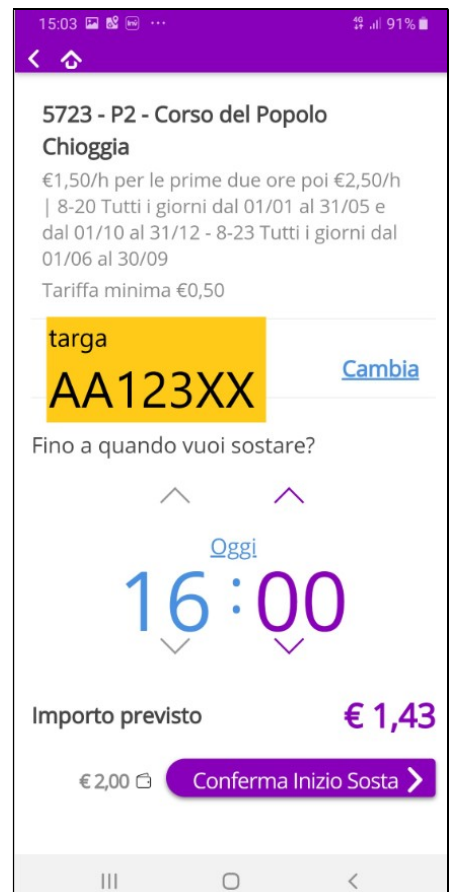 15:03 ··· 4G 91%
5723 - P2 - Corso del Popolo
Chioggia
€1,50/h per le prime due ore poi €2,50/h
| 8-20 Tutti i giorni dal 01/01 al 31/05 e
dal 01/10 al 31/12 - 8-23 Tutti i giorni dal
01/06 al 30/09
Tariffa minima €0,50
targa
AA123XX
Cambia
Fino a quando vuoi sostare?
Oggi
16:00
Importo previsto € 1,43
€ 2,00 Conferma Inizio Sosta